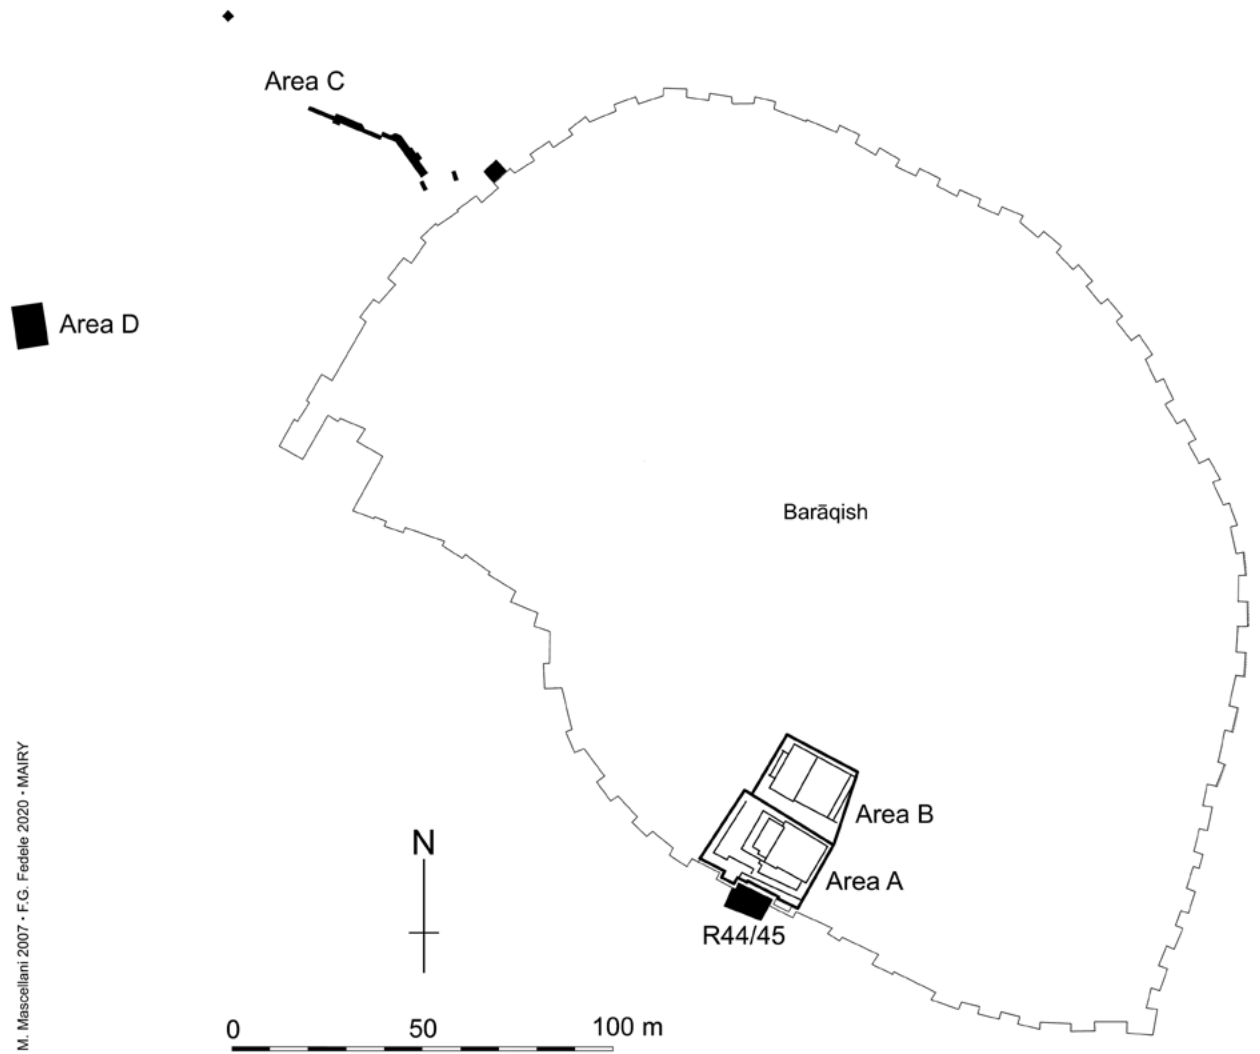 Area C
Area D
Barāqish
Area B
Area A
R44/45
N
0 50 100 m
M. Mascellani 2007 · F.G. Fedele 2020 · MAIRY